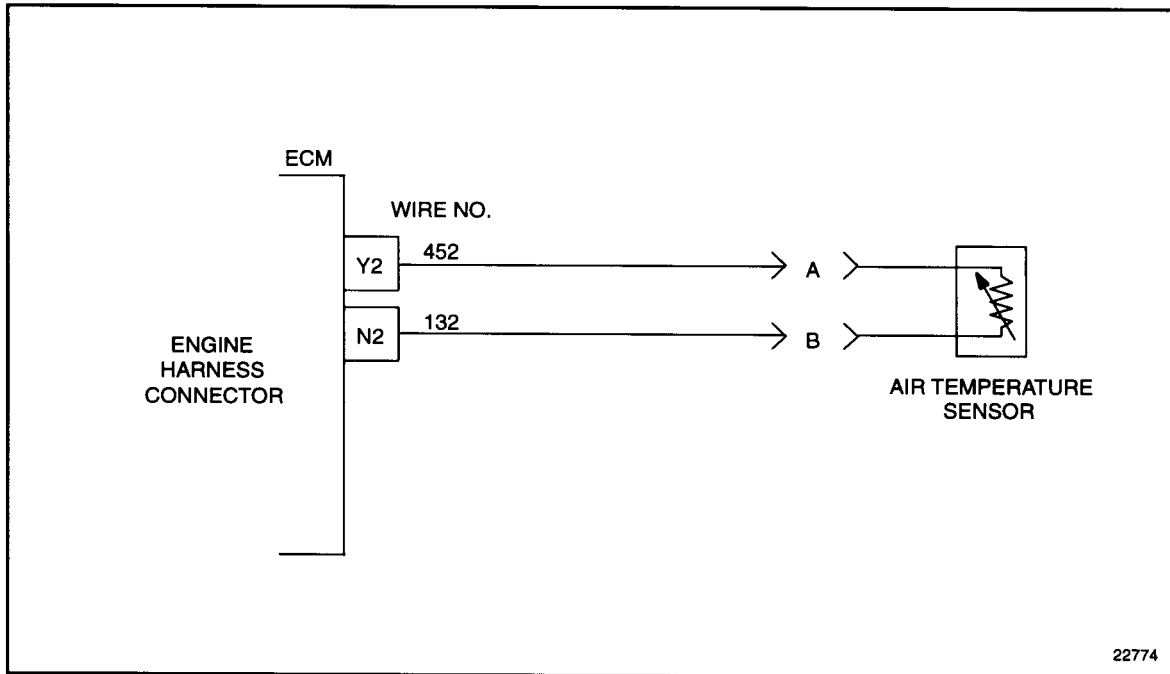 ECM
WIRE NO.
Y2
452
A
N2
132
B
ENGINE
HARNESS
CONNECTOR
AIR TEMPERATURE
SENSOR
22774